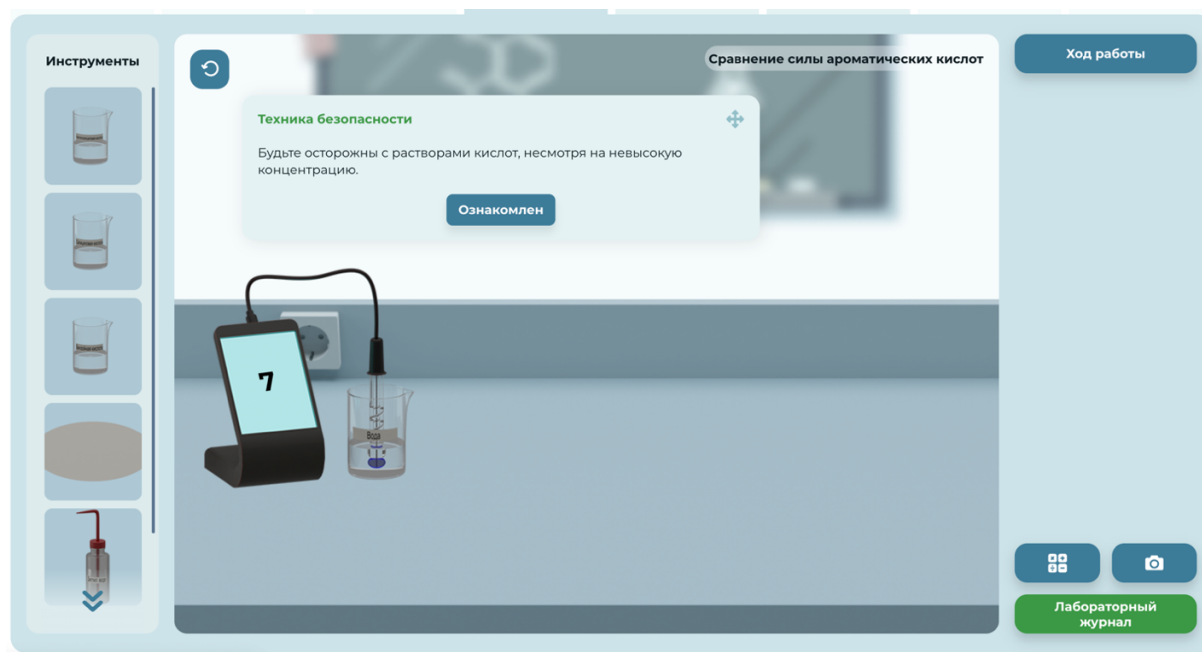 Инструменты
Сравнение силы ароматических кислот
Ход работы
Техника безопасности
Будьте осторожны с растворами кислот, несмотря на невысокую
концентрацию.
Ознакомлен
7
Вода
Лабораторный
журнал